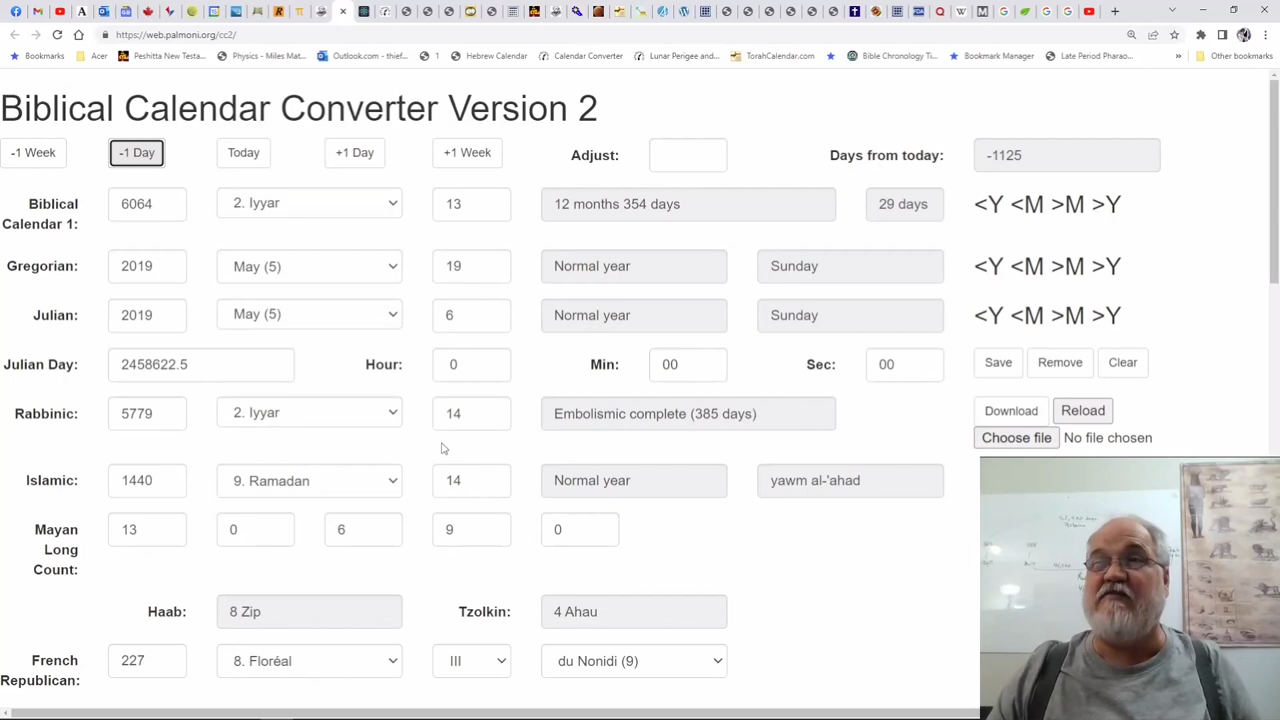 https://web.palmoni.org/cc2/
Bookmarks Acer Peshitta New Testa... Physics - Miles Mat... Outlook.com - thief... 1 Hebrew Calendar Calendar Converter Lunar Perigee and... TorahCalendar.com Bible Chronology Ti... Bookmark Manager Late Period Pharao... » Other bookmarks
Biblical Calendar Converter Version 2
-1 Week -1 Day Today +1 Day +1 Week Adjust: Days from today: -1125
Biblical Calendar 1: 6064 2. Iyyar 13 12 months 354 days 29 days <Y <M >M >Y
Gregorian: 2019 May (5) 19 Normal year Sunday <Y <M >M >Y
Julian: 2019 May (5) 6 Normal year Sunday <Y <M >M >Y
Julian Day: 2458622.5 Hour: 0 Min: 00 Sec: 00 Save Remove Clear
Rabbinic: 5779 2. Iyyar 14 Embolismic complete (385 days) Download Reload
Choose file No file chosen
Islamic: 1440 9. Ramadan 14 Normal year yawm al-'ahad
Mayan Long Count: 13 0 6 9 0
Haab: 8 Zip Tzolkin: 4 Ahau
French Republican: 227 8. Floréal III du Nonidi (9)